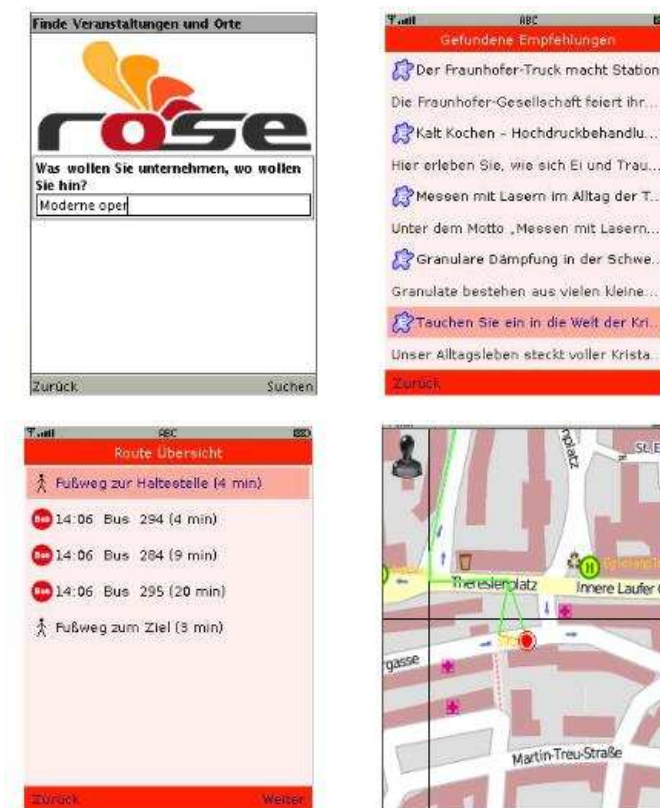 Finde Veranstaltungen und Orte
rose
Was wollen Sie unternehmen, wo wollen
Sie hin?
Moderne oper
Zurück Suchen
ABC
Gefundene Empfehlungen
Der Fraunhofer-Truck macht Station
Die Fraunhofer-Gesellschaft feiert ihr...
Kalt Kochen - Hochdruckbehandlu...
Hier erleben Sie, wie sich Ei und Trau...
Messen mit Lasern im Alltag der T...
Unter dem Motto „Messen mit Lasern...
Granulare Dämpfung in der Schwe...
Granulate bestehen aus vielen kleine...
Tauchen Sie ein in die Welt der Kri...
Unser Alltagsleben steckt voller Krista...
Zurück
ABC
Route Übersicht
Fußweg zur Haltestelle (4 min)
Bus 14:06 Bus 294 (4 min)
Bus 14:06 Bus 284 (9 min)
Bus 14:06 Bus 295 (20 min)
Fußweg zum Ziel (3 min)
Zurück Weiter
St. E
H
Theresienplatz
Innere Laufer
gasse
Martin-Treu-Straße